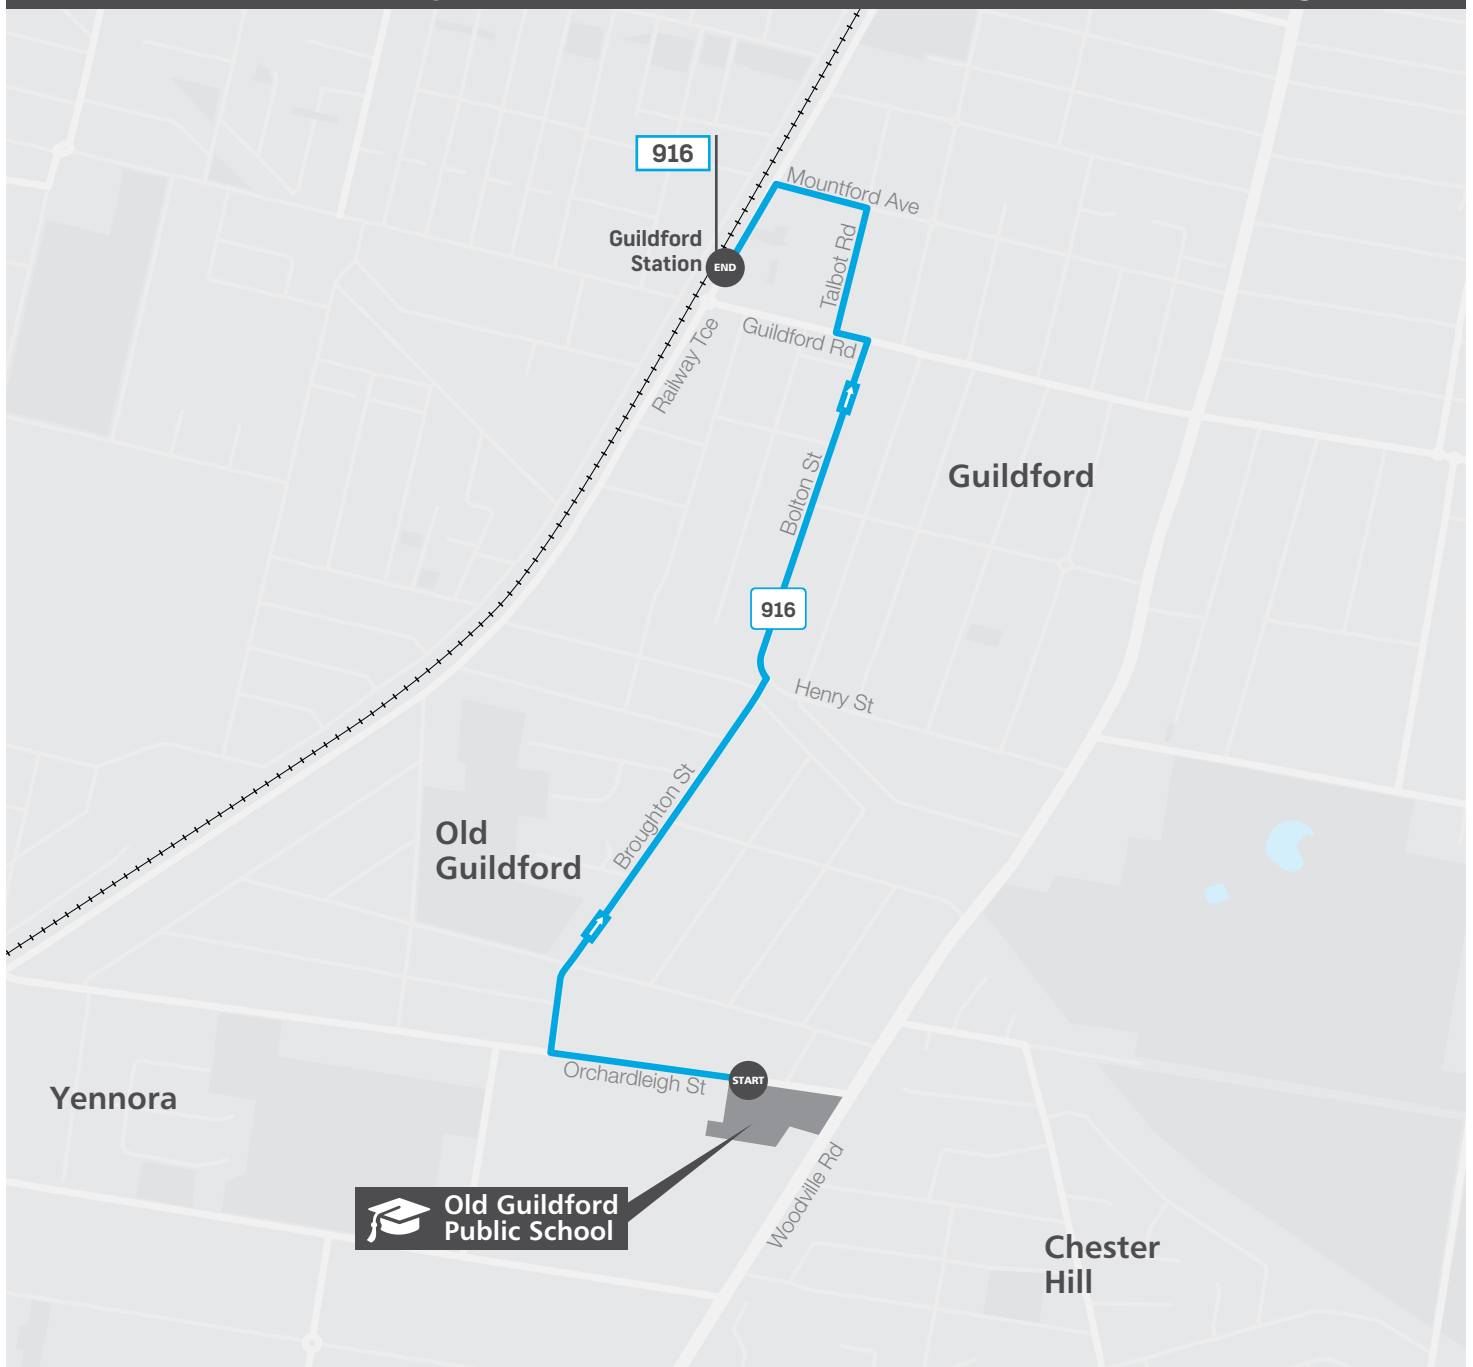 916
Mountford Ave
Guildford
Station
END
Talbot Rd
Guildford Rd
Railway Tce
Bolton St
Guildford
916
Henry St
Broughton St
Old
Guildford
Orchardleigh St
START
Yennora
Old Guildford
Public School
Woodville Rd
Chester
Hill